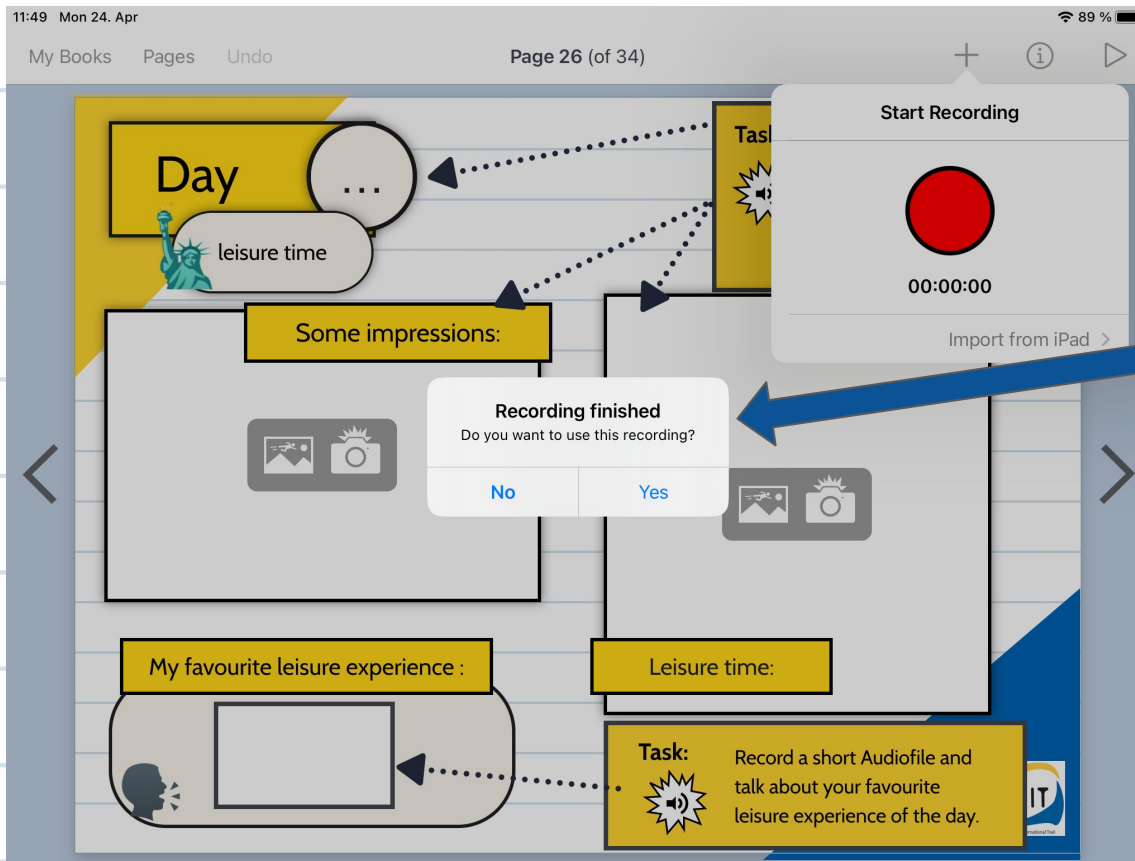 11:49 Mon 24. Apr
89 %
My Books Pages Undo
Page 26 (of 34)
Start Recording
00:00:00
Import from iPad >
Day
...
leisure time
Some impressions:
Recording finished
Do you want to use this recording?
No Yes
My favourite leisure experience :
Leisure time:
Task:
Record a short Audiofile and
talk about your favourite
leisure experience of the day.
IT